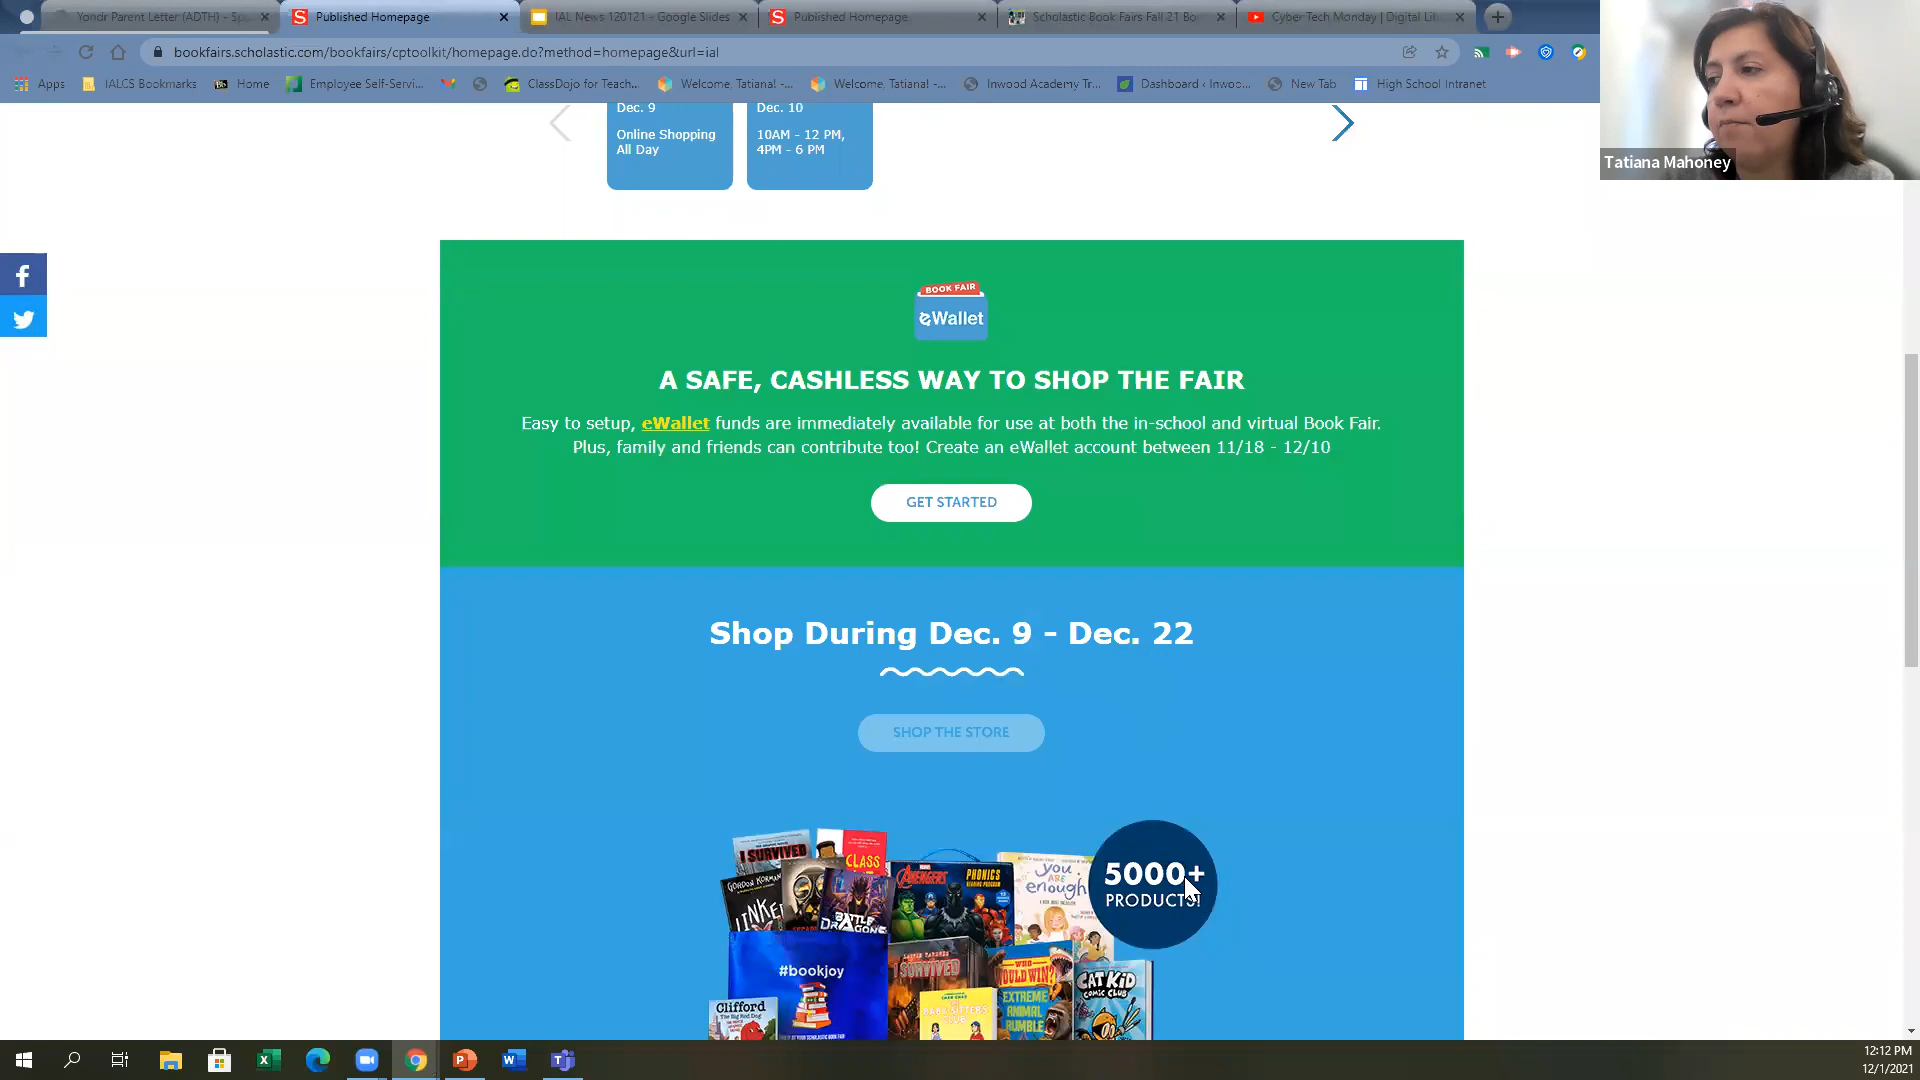 Yondr Parent Letter (ADTH) - Sp
Published Homepage
IAL News 120121 - Google Slides
Published Homepage
Scholastic Book Fairs Fall 21 Bo
Cyber Tech Monday | Digital Lit
bookfairs.scholastic.com/bookfairs/cptoolkit/homepage.do?method=homepage&url=ial
Apps
IALCS Bookmarks
Home
Employee Self-Servi...
ClassDojo for Teach...
Welcome, Tatiana! -...
Welcome, Tatiana! -...
Inwood Academy Tr...
Dashboard ‹ Inwoo...
New Tab
High School Intranet
Tatiana Mahoney
Dec. 9
Online Shopping
All Day
Dec. 10
10AM - 12 PM,
4PM - 6 PM
BOOK FAIR
eWallet
A SAFE, CASHLESS WAY TO SHOP THE FAIR
Easy to setup, eWallet funds are immediately available for use at both the in-school and virtual Book Fair.
Plus, family and friends can contribute too! Create an eWallet account between 11/18 - 12/10
GET STARTED
Shop During Dec. 9 - Dec. 22
SHOP THE STORE
5000+
PRODUCTS!
I SURVIVED
CLASS
GORDON KORMAN
LINKED
BATTLE
DRAGONS
MARVEL
AVENGERS
PHONICS
you
ARE
enough
#bookjoy
I SURVIVED
WHO
WOULD WIN?
EXTREME
ANIMAL
RUMBLE
CAT KID
COMIC CLUB
Clifford
The Big Red Dog
BABY-SITTERS
CLUB
12:12 PM
12/1/2021